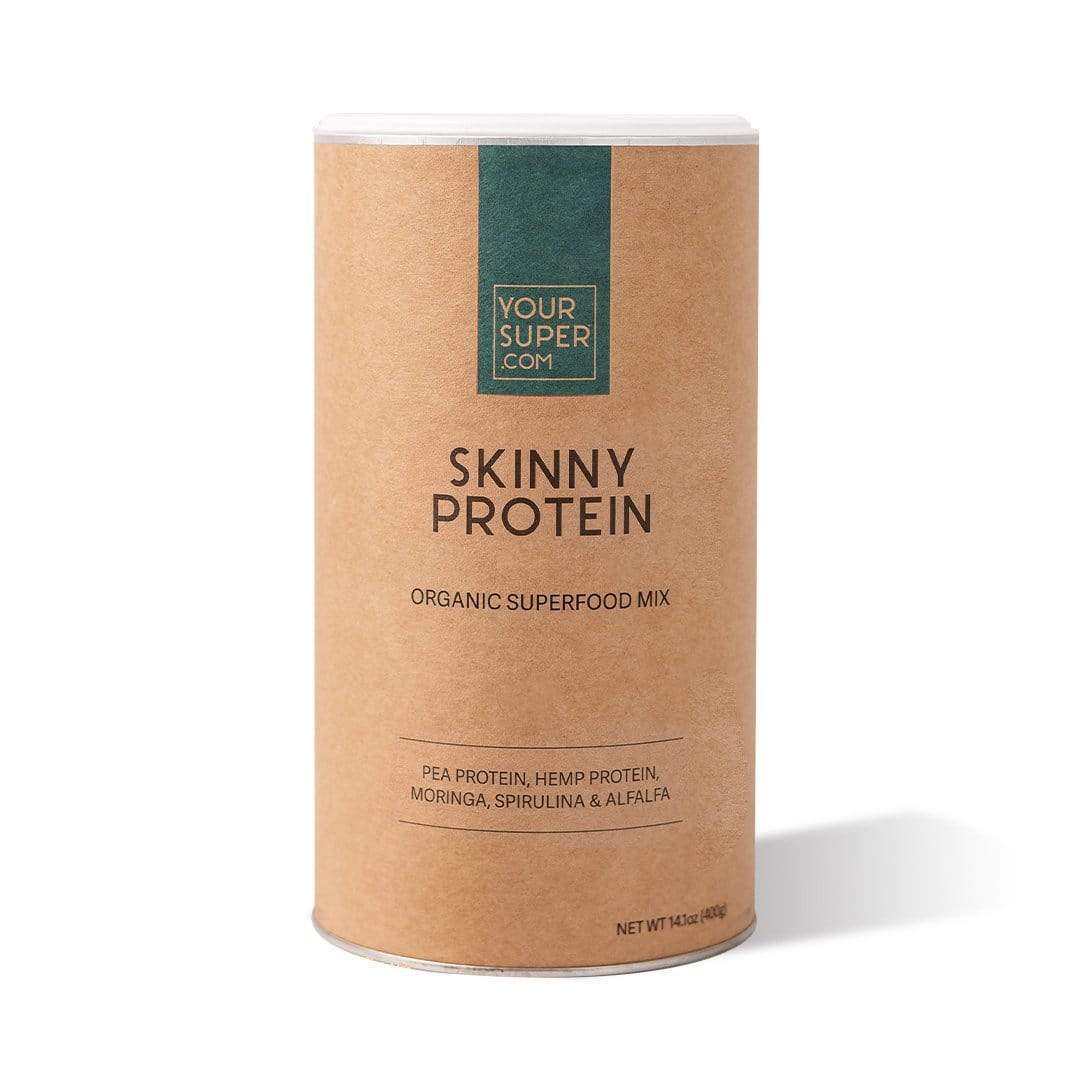 YOUR
SUPER
.COM
SKINNY
PROTEIN
ORGANIC SUPERFOOD MIX
PEA PROTEIN, HEMP PROTEIN,
MORINGA, SPIRULINA & ALFALFA
NET WT 14.1oz (400g)